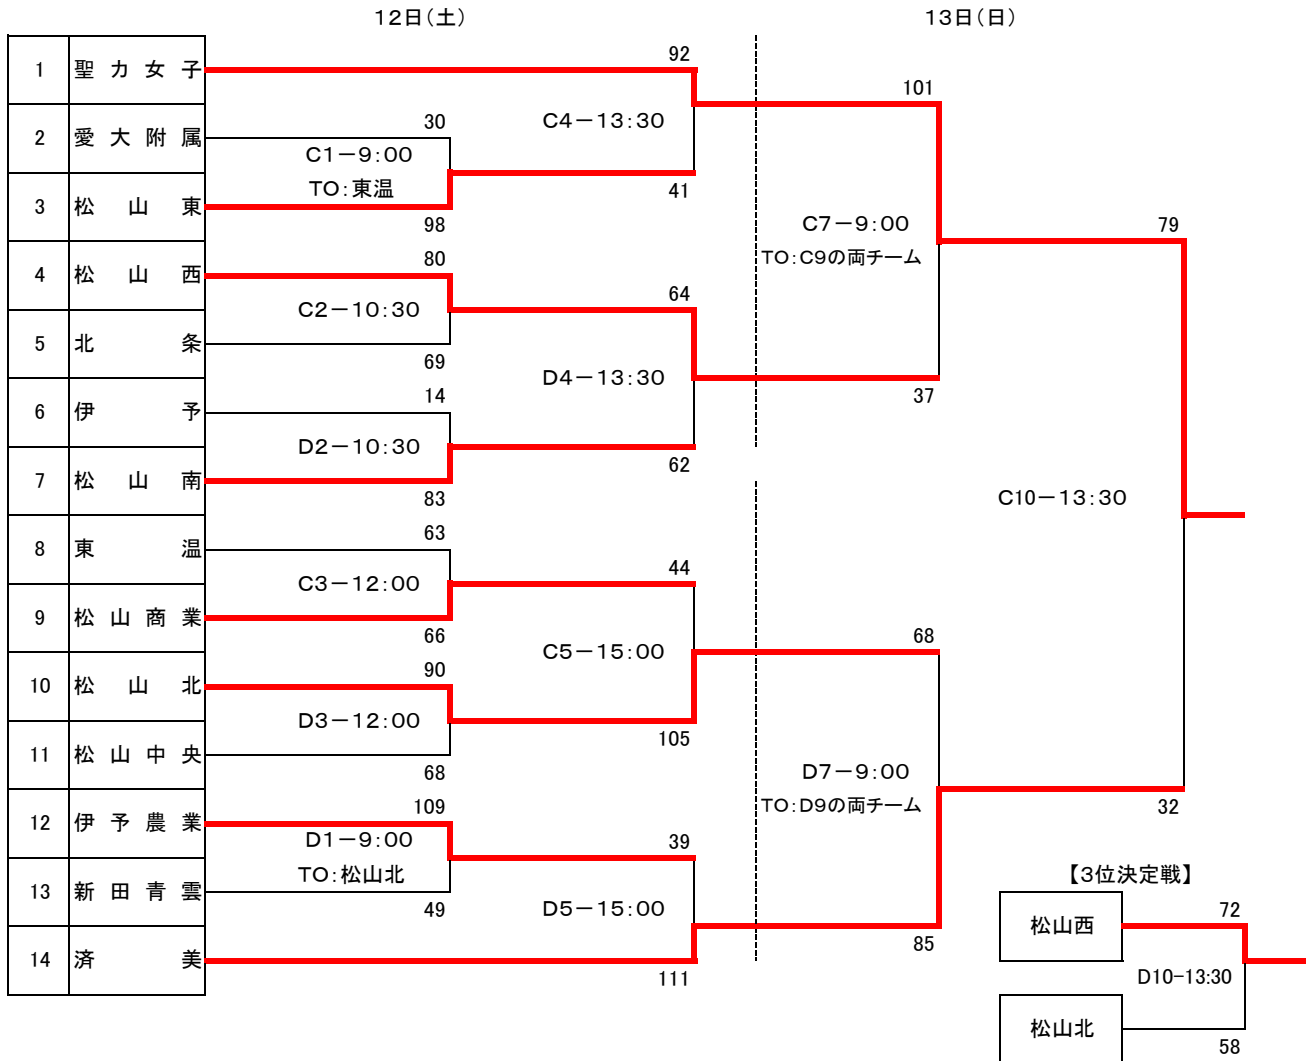 12日(土)
13日(日)
1 聖カ女子
2 愛大附属
3 松山東
4 松山西
5 北条
6 伊予
7 松山南
8 東温
9 松山商業
10 松山北
11 松山中央
12 伊予農業
13 新田青雲
14 済美
30
C1-9:00
TO:東温
98
80
C2-10:30
69
14
D2-10:30
83
63
C3-12:00
66
90
D3-12:00
68
109
D1-9:00
TO:松山北
49
92
C4-13:30
41
64
D4-13:30
62
44
C5-15:00
105
39
D5-15:00
111
101
C7-9:00
TO:C9の両チーム
37
68
D7-9:00
TO:D9の両チーム
85
79
C10-13:30
32
【3位決定戦】
松山西
72
D10-13:30
松山北
58